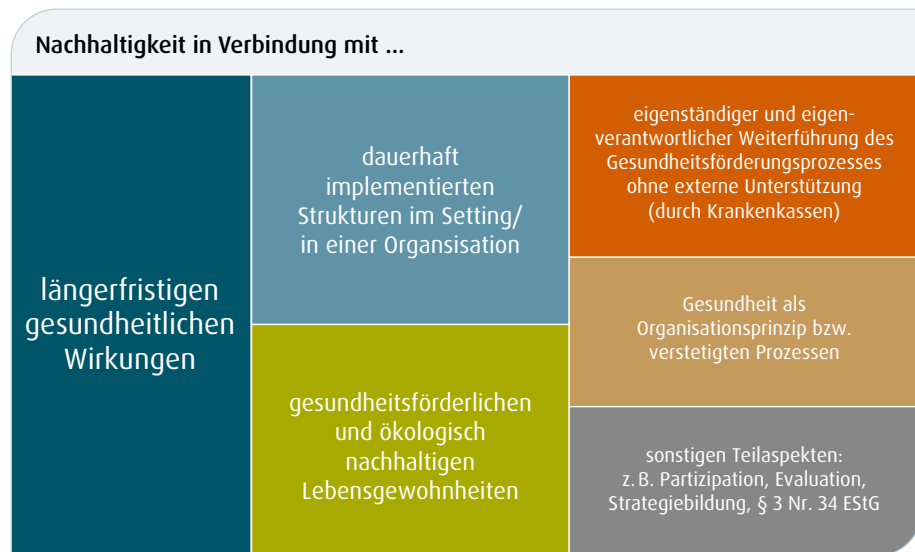 Nachhaltigkeit in Verbindung mit ...
längerfristigen
gesundheitlichen
Wirkungen
dauerhaft
implementierten
Strukturen im Setting/
in einer Organsisation
gesundheitsförderlichen
und ökologisch
nachhaltigen
Lebensgewohnheiten
eigenständiger und eigen-
verantwortlicher Weiterführung des
Gesundheitsförderungsprozesses
ohne externe Unterstützung
(durch Krankenkassen)
Gesundheit als
Organisationsprinzip bzw.
verstetigten Prozessen
sonstigen Teilaspekten:
z. B. Partizipation, Evaluation,
Strategiebildung, § 3 Nr. 34 EStG